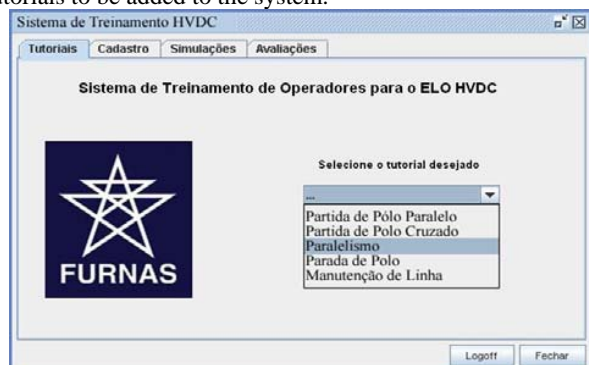 utorials to be added to the system.
Sistema de Treinamento HVDC
Tutoriais Cadastro Simulações Avaliações
Sistema de Treinamento de Operadores para o ELO HVDC
Selecione o tutorial desejado
...
Partida de Pólo Paralelo
Partida de Polo Cruzado
Paralelismo
Parada de Polo
Manutenção de Linha
FURNAS
Logoff Fechar